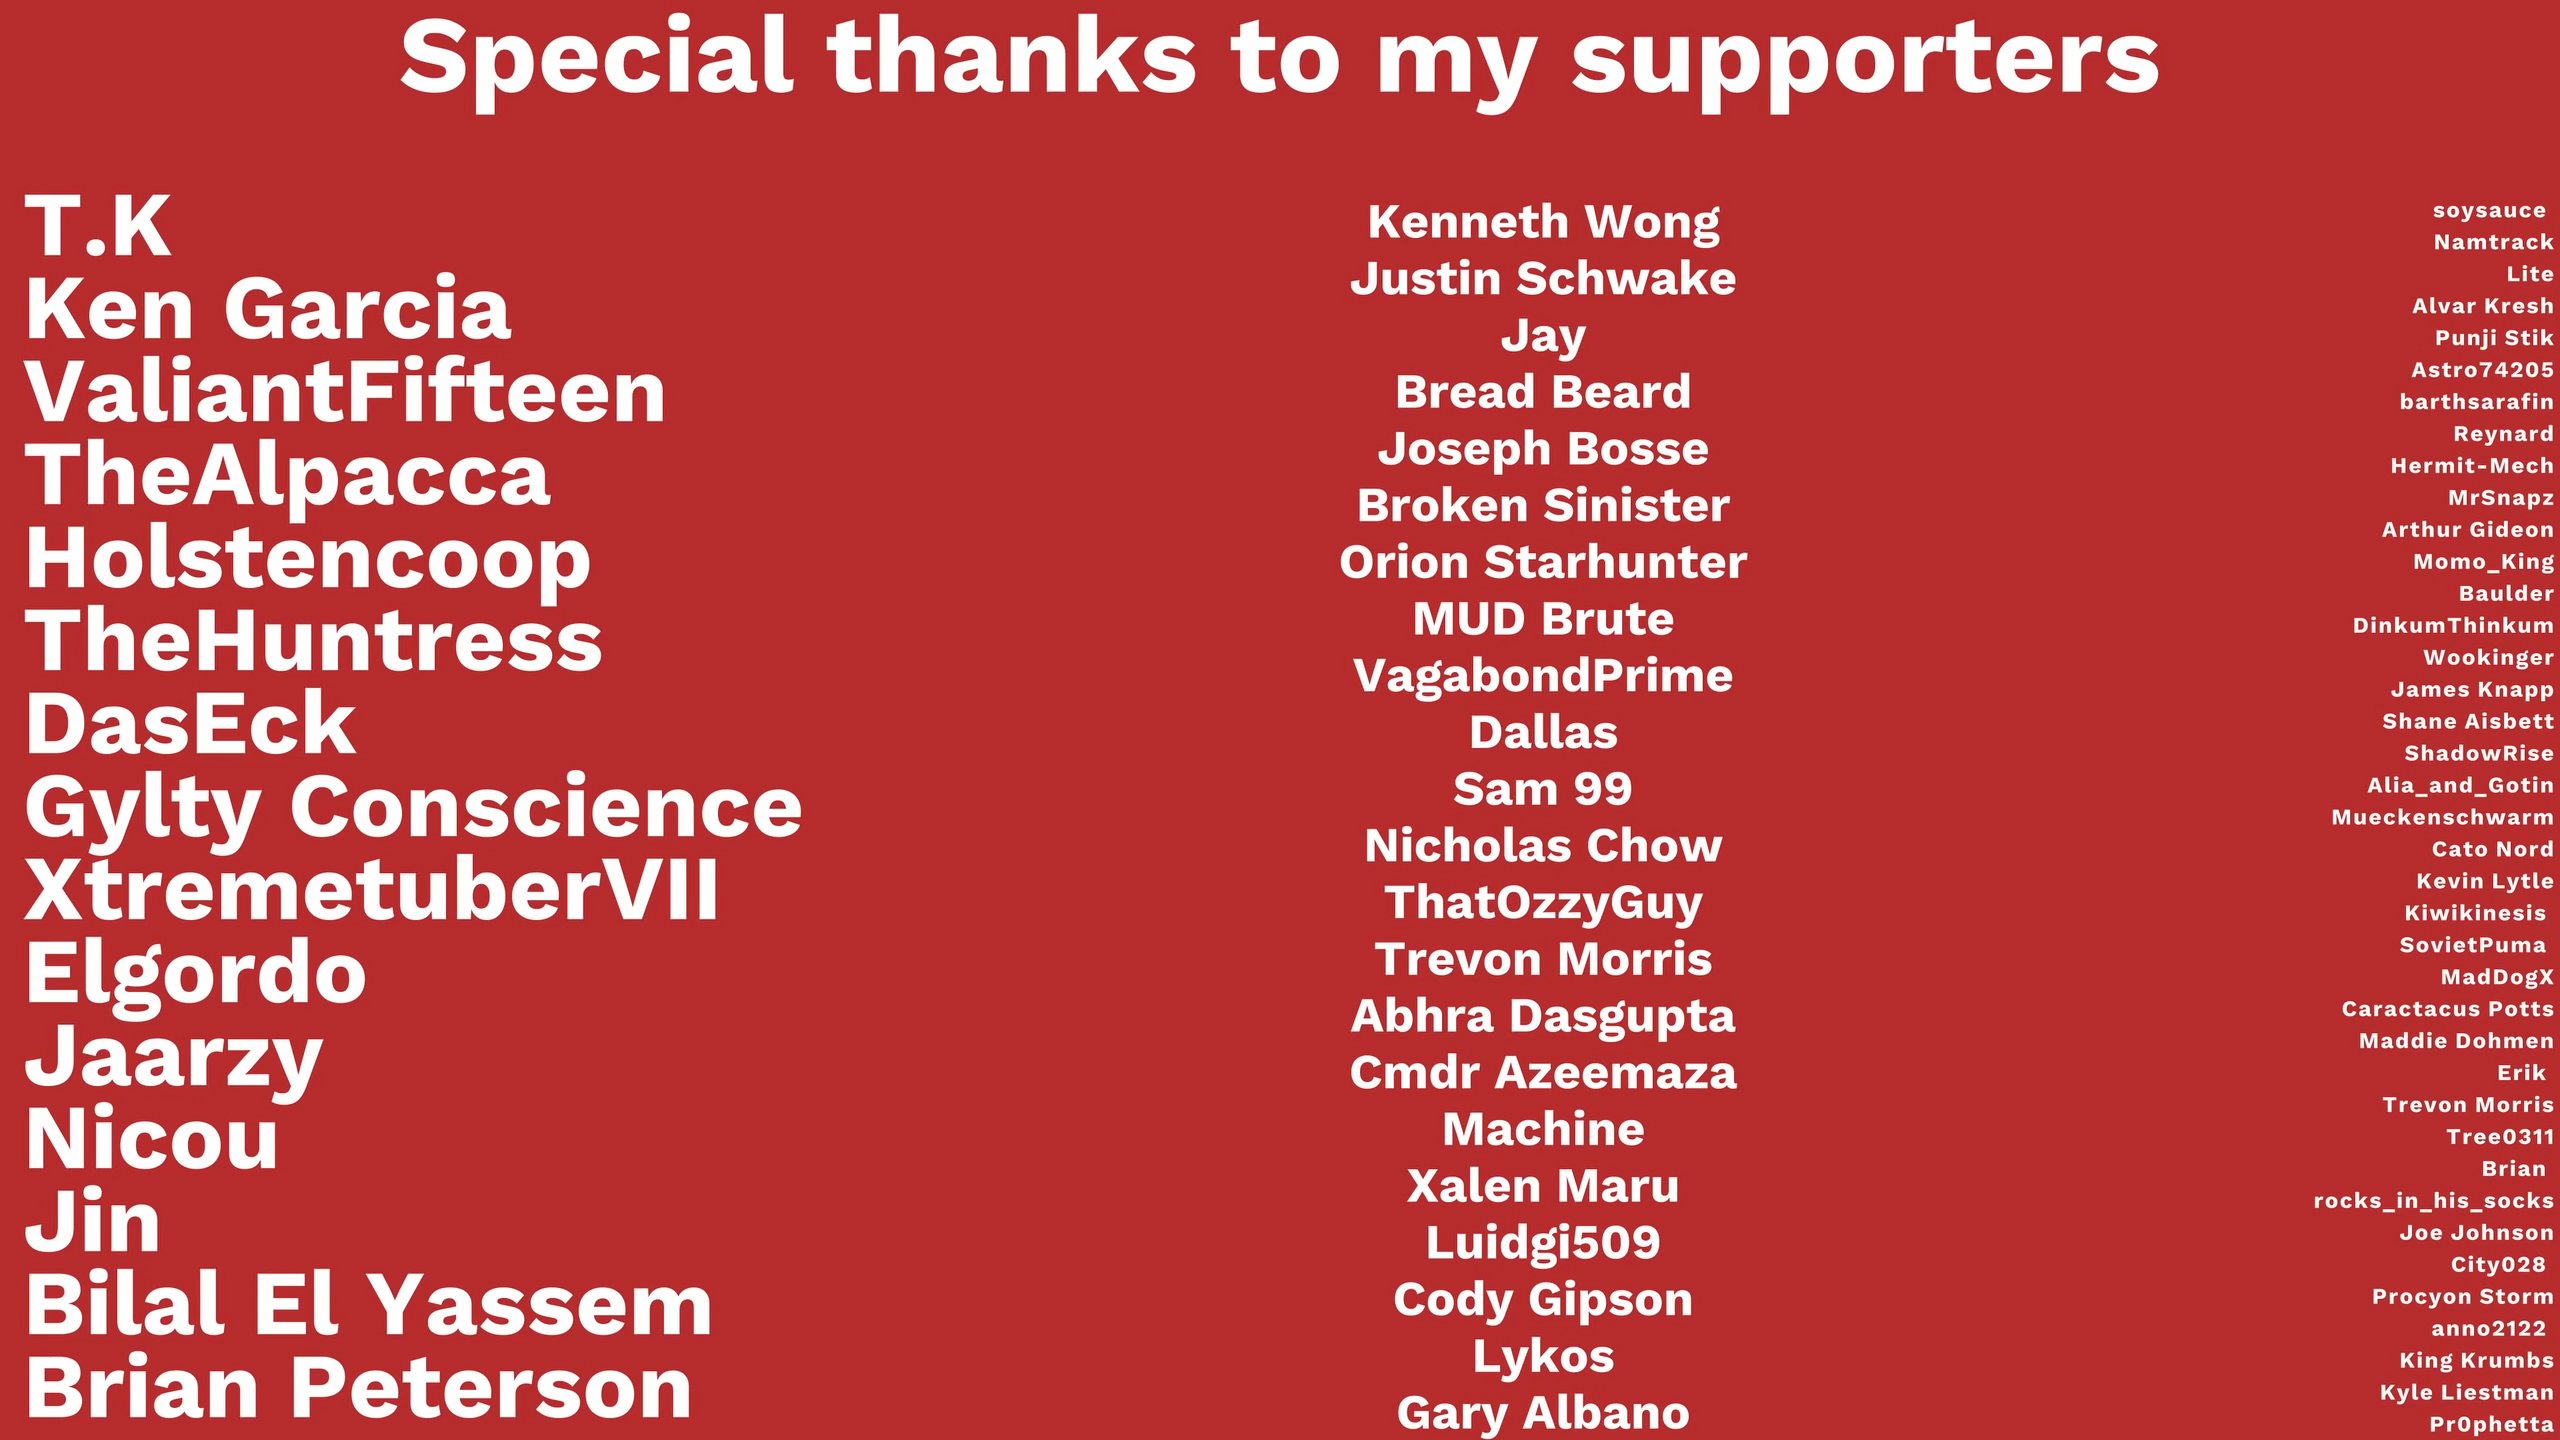 Special thanks to my supporters
T.K
Ken Garcia
ValiantFifteen
TheAlpacca
Holstencoop
TheHuntress
DasEck
Gylty Conscience
XtremetuberVII
Elgordo
Jaarzy
Nicou
Jin
Bilal El Yassem
Brian Peterson
Kenneth Wong
Justin Schwake
Jay
Bread Beard
Joseph Bosse
Broken Sinister
Orion Starhunter
MUD Brute
VagabondPrime
Dallas
Sam 99
Nicholas Chow
ThatOzzyGuy
Trevon Morris
Abhra Dasgupta
Cmdr Azeemaza
Machine
Xalen Maru
Luidgi509
Cody Gipson
Lykos
Gary Albano
soysauce
Namtrack
Lite
Alvar Kresh
Punji Stik
Astro74205
barthsarafin
Reynard
Hermit-Mech
MrSnapz
Arthur Gideon
Momo_King
Baulder
DinkumThinkum
Wookinger
James Knapp
Shane Aisbett
ShadowRise
Alia_and_Gotin
Mueckenschwarm
Cato Nord
Kevin Lytle
Kiwikinesis
SovietPuma
MadDogX
Caractacus Potts
Maddie Dohmen
Erik
Trevon Morris
Tree0311
Brian
rocks_in_his_socks
Joe Johnson
City028
Procyon Storm
anno2122
King Krumbs
Kyle Liestman
Pr0phetta